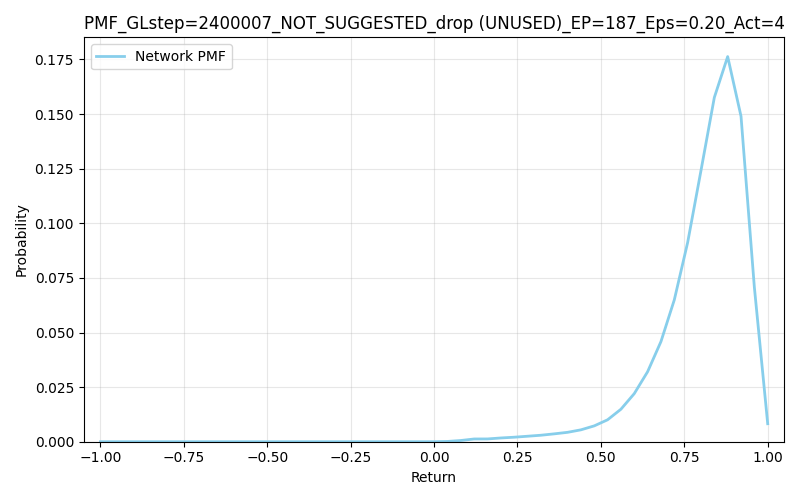 PMF_GLstep=2400007_NOT_SUGGESTED_drop (UNUSED)_EP=187_Eps=0.20_Act=4
Network PMF
0.175
0.150
0.125
0.100
0.075
0.050
0.025
0.000
Probability
−1.00 −0.75 −0.50 −0.25 0.00 0.25 0.50 0.75 1.00
Return